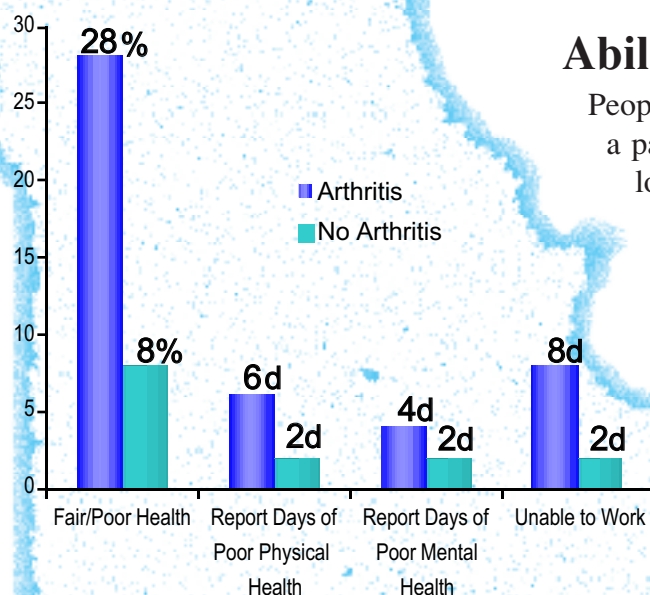 30
25
20
15
10
5
0
28%
8%
6d
2d
4d
2d
8d
2d
Arthritis
No Arthritis
Fair/Poor Health
Report Days of
Poor Physical
Health
Report Days of
Poor Mental
Health
Unable to Work
Abil
Peop
a pa
lo